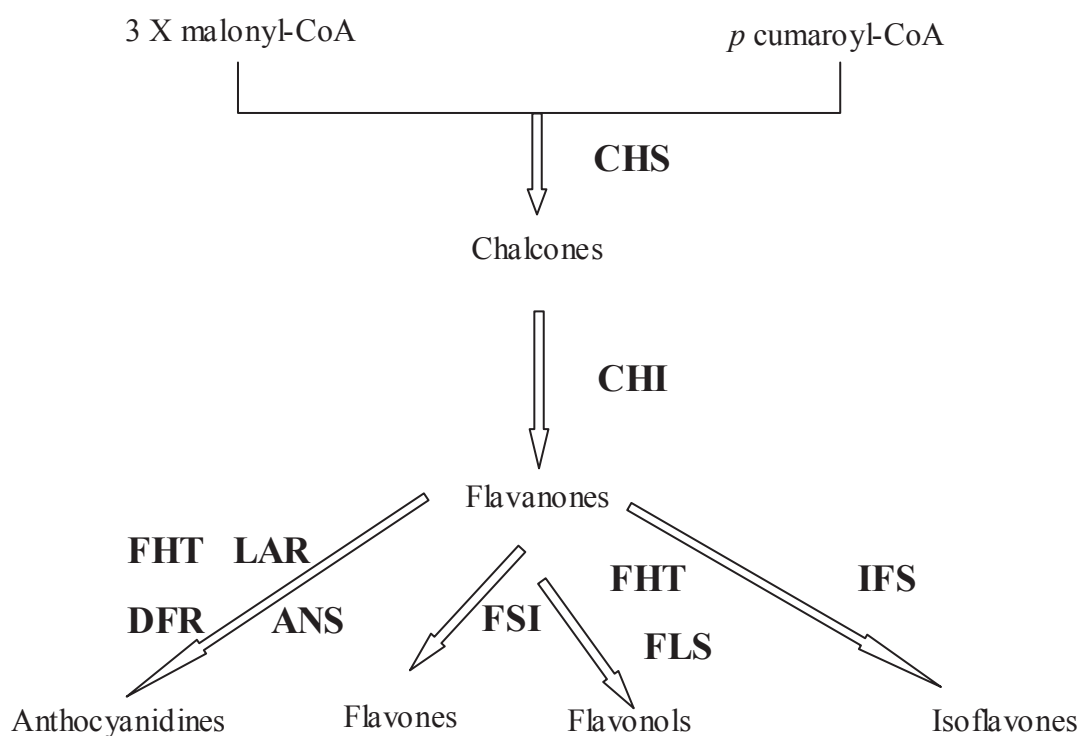 3 X malonyl-CoA
p cumaroyl-CoA
CHS
Chalcones
CHI
Flavanones
FHT LAR
DFR ANS
FSI
FHT
FLS
IFS
Anthocyanidines
Flavones
Flavonols
Isoflavones